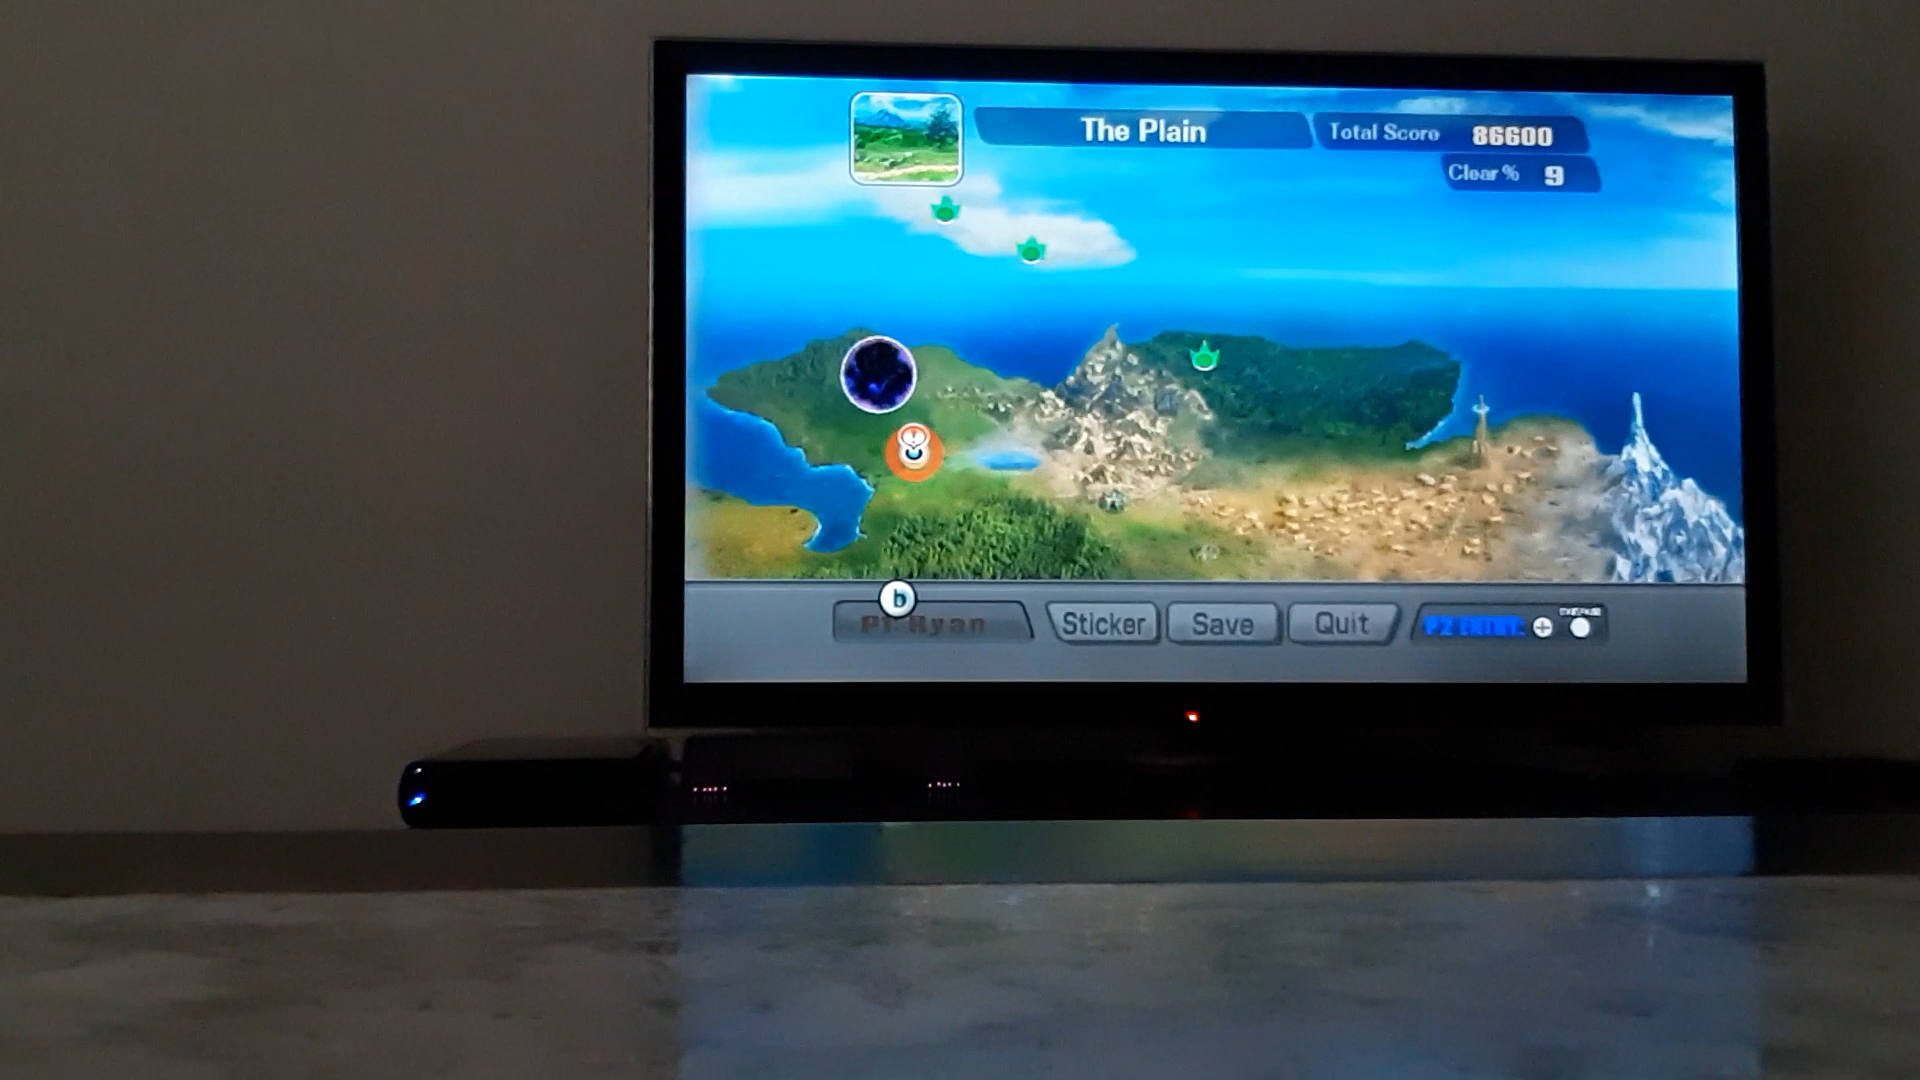 The Plain
Total Score 86600
Clear % 9
b
P1 Ryan
Sticker
Save
Quit
P2 ENTRY